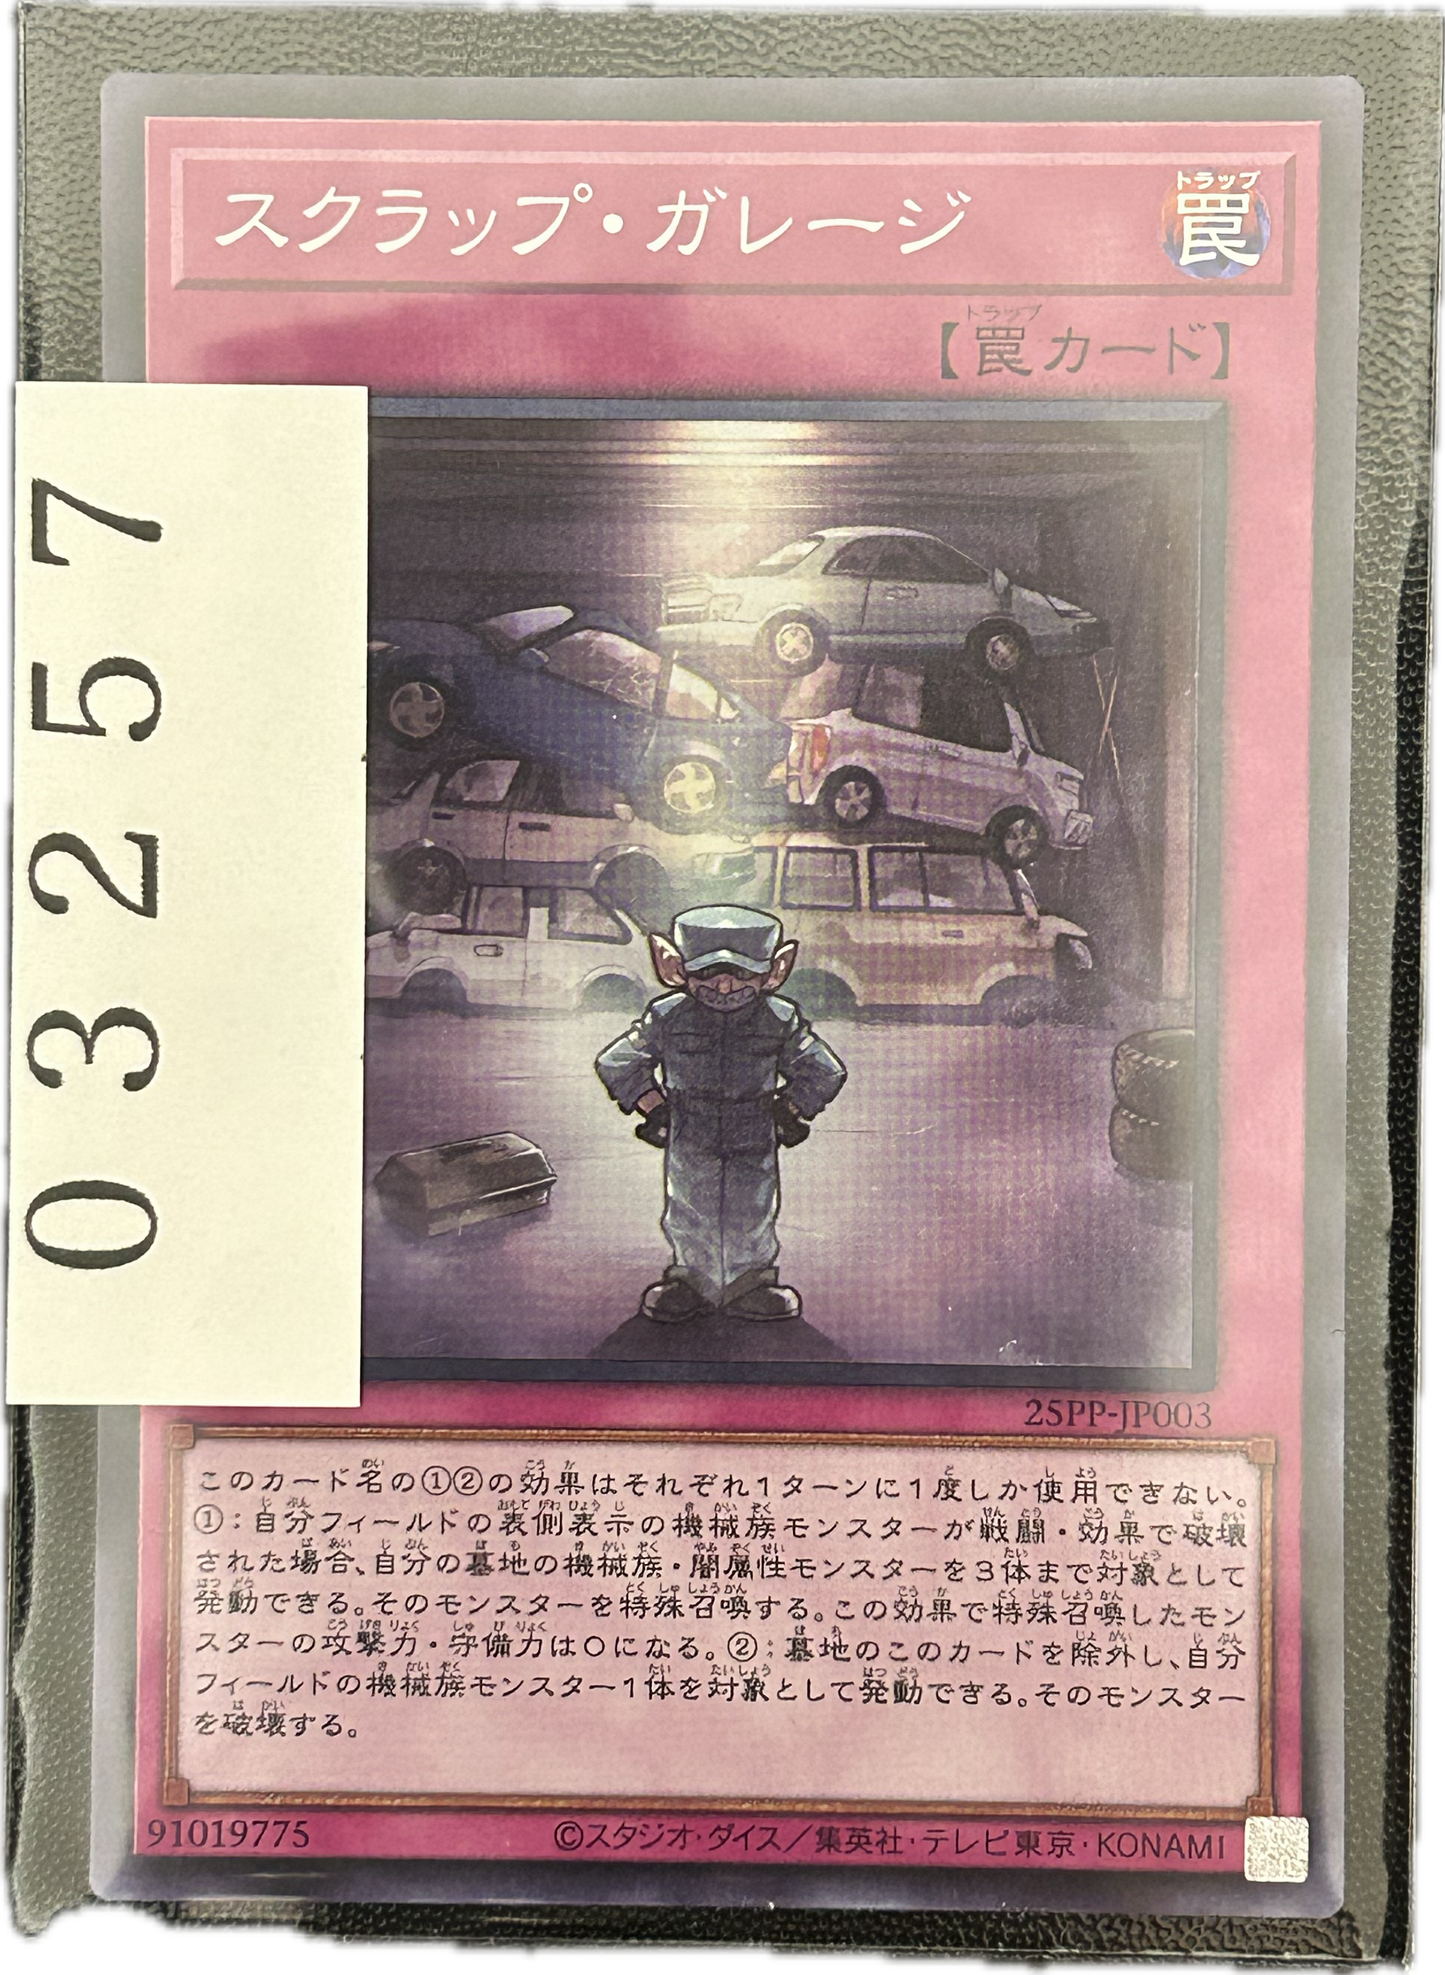 スクラップ・ガレージ
トラップ
罠
【罠カード】
トラップ
03257
25PP-JP003
このカード名の①②の効果はそれぞれ１ターンに１度しか使用できない。
①：自分フィールドの表側表示の機械族モンスターが戦闘・効果で破壊
された場合、自分の墓地の機械族・闇属性モンスターを３体まで対象として
発動できる。そのモンスターを特殊召喚する。この効果で特殊召喚したモン
スターの攻撃力・守備力は０になる。②：墓地のこのカードを除外し、自分
フィールドの機械族モンスター１体を対象として発動できる。そのモンスター
を破壊する。
91019775
©スタジオ・ダイス／集英社・テレビ東京・KONAMI